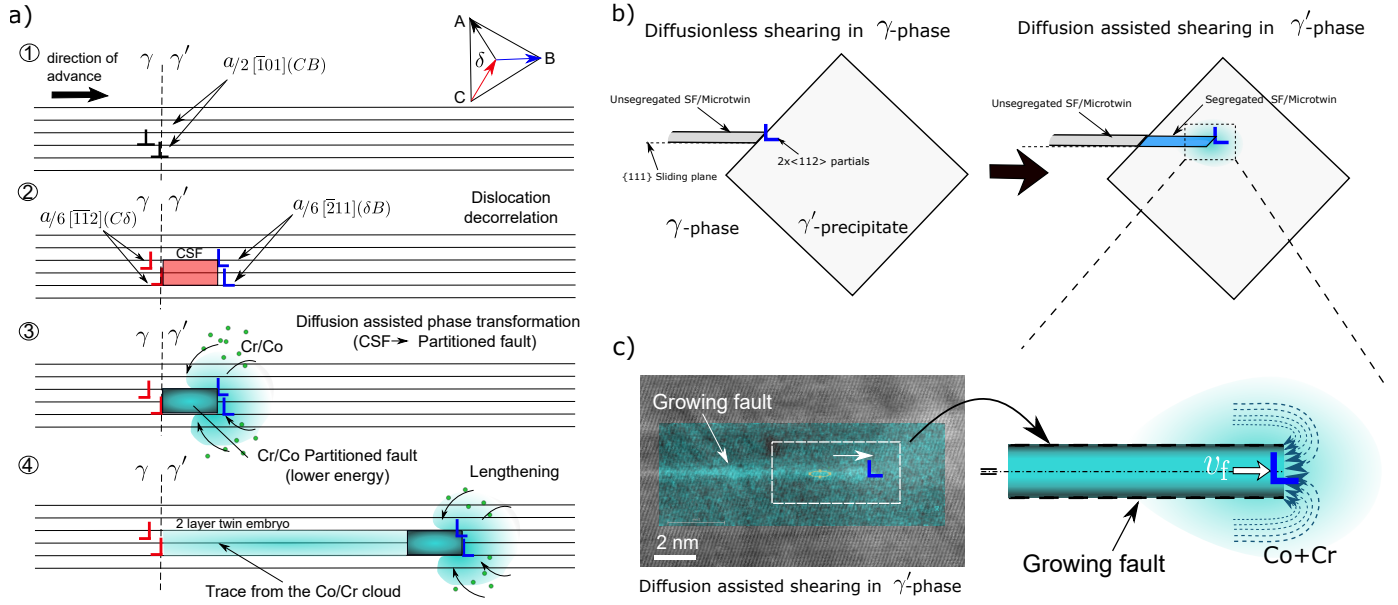 a)
①
direction of
advance
γ
γ′
a/2 [1̅01](CB)
A
B
C
δ
②
γ
γ′
a/6 [1̅1̅2](Cδ)
CSF
a/6 [2̅11](δB)
Dislocation
decorrelation
③
γ
γ′
Cr/Co
Diffusion assisted phase transformation
(CSF→ Partitioned fault)
Cr/Co Partitioned fault
(lower energy)
④
γ
γ′
Lengthening
2 layer twin embryo
Trace from the Co/Cr cloud
b)
Diffusionless shearing in γ-phase
Unsegregated SF/Microtwin
2x<112> partials
{111} Sliding plane
γ-phase
γ′-precipitate
Diffusion assisted shearing in γ′-phase
Unsegregated SF/Microtwin
Segregated SF/Microtwin
c)
Growing fault
2 nm
Diffusion assisted shearing in γ′-phase
=
v_f
Growing fault
Co+Cr